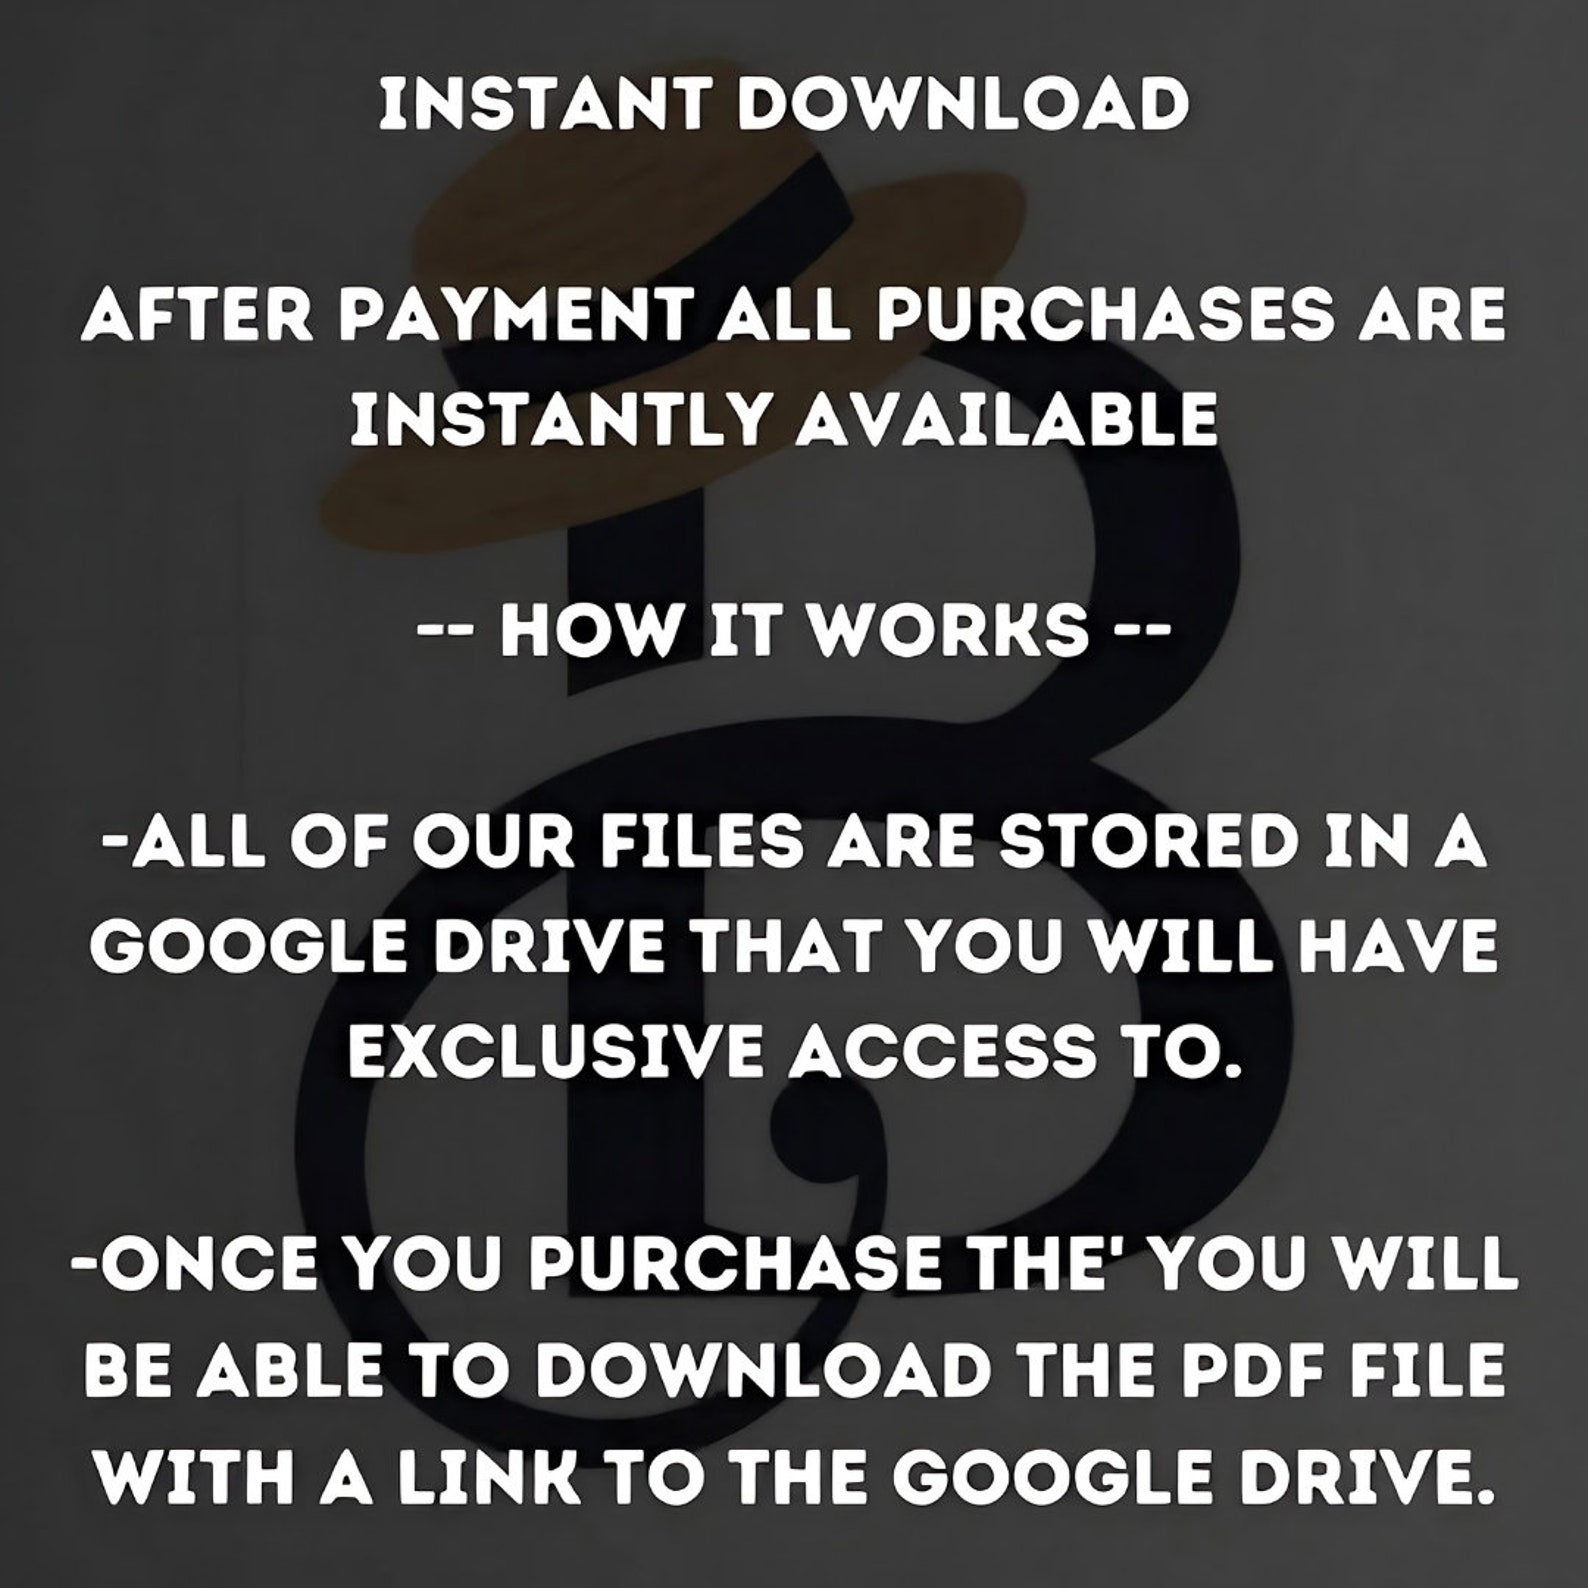 INSTANT DOWNLOAD
AFTER PAYMENT ALL PURCHASES ARE
INSTANTLY AVAILABLE
-- HOW IT WORKS --
-ALL OF OUR FILES ARE STORED IN A
GOOGLE DRIVE THAT YOU WILL HAVE
EXCLUSIVE ACCESS TO.
-ONCE YOU PURCHASE THE' YOU WILL
BE ABLE TO DOWNLOAD THE PDF FILE
WITH A LINK TO THE GOOGLE DRIVE.
B